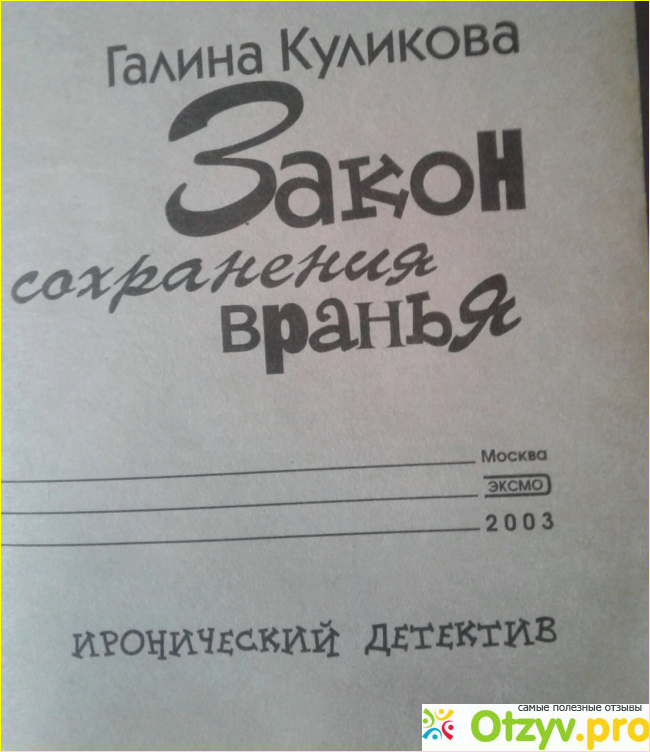 Галина Куликова
Закон
сохранения
вранья
Москва
ЭКСМО
2003
ИРОНИЧЕСКИЙ ДЕТЕКТИВ
самые полезные отзывы
Otzyv.pro